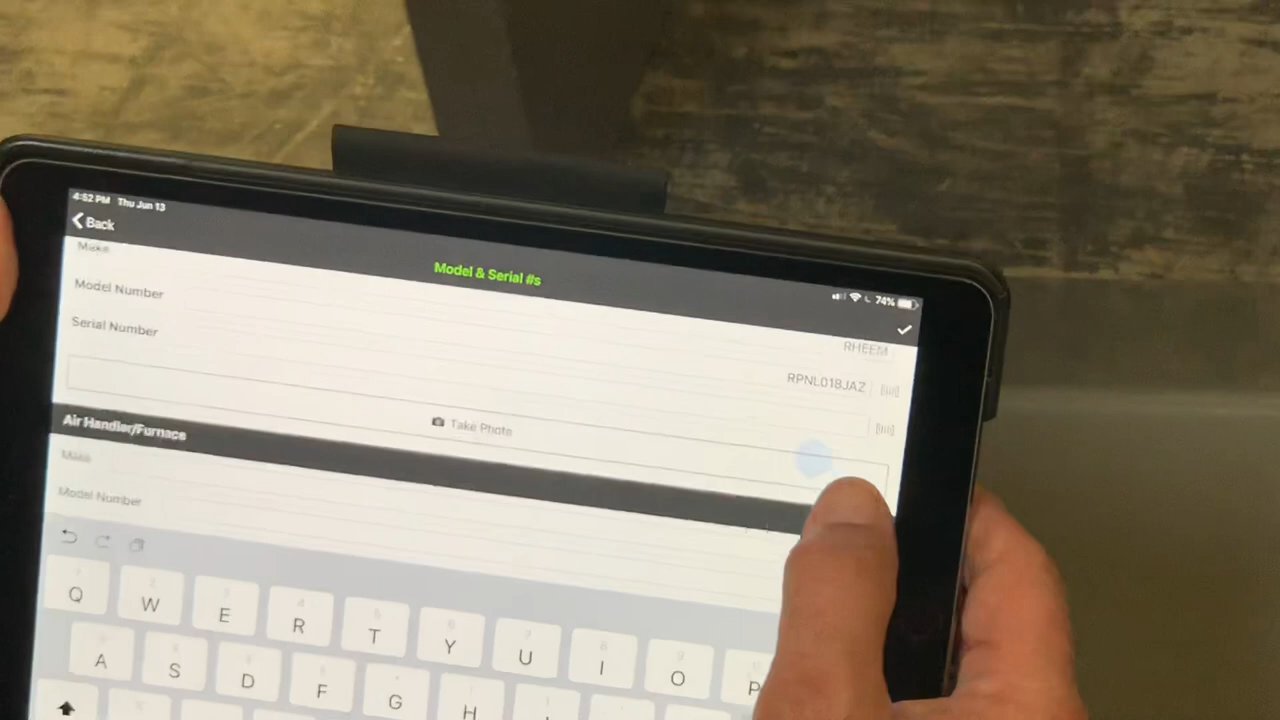 4:52 PM Thu Jun 13
74%
Back
Model & Serial #s
Make
RHEEM
Model Number
RPNL018JAZ
Serial Number
Take Photo
Air Handler/Furnace
Make
Model Number
Q W E R T Y U I O P
A S D F G H